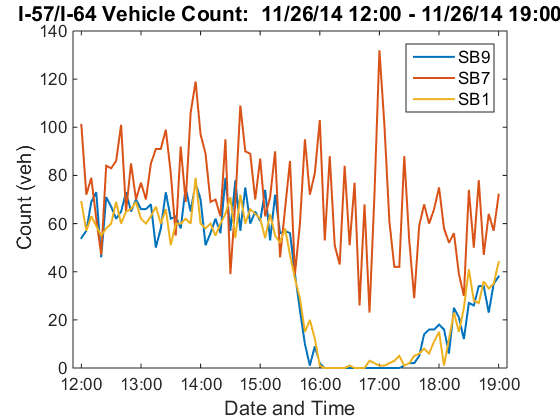 I-57/I-64 Vehicle Count:  11/26/14 12:00 - 11/26/14 19:00
140
120
100
80
60
40
20
0
Count (veh)
SB9
SB7
SB1
12:00 13:00 14:00 15:00 16:00 17:00 18:00 19:00
Date and Time